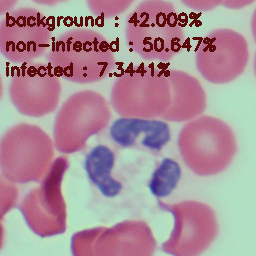 background : 42.009%
non-infected : 50.647%
infected : 7.3441%